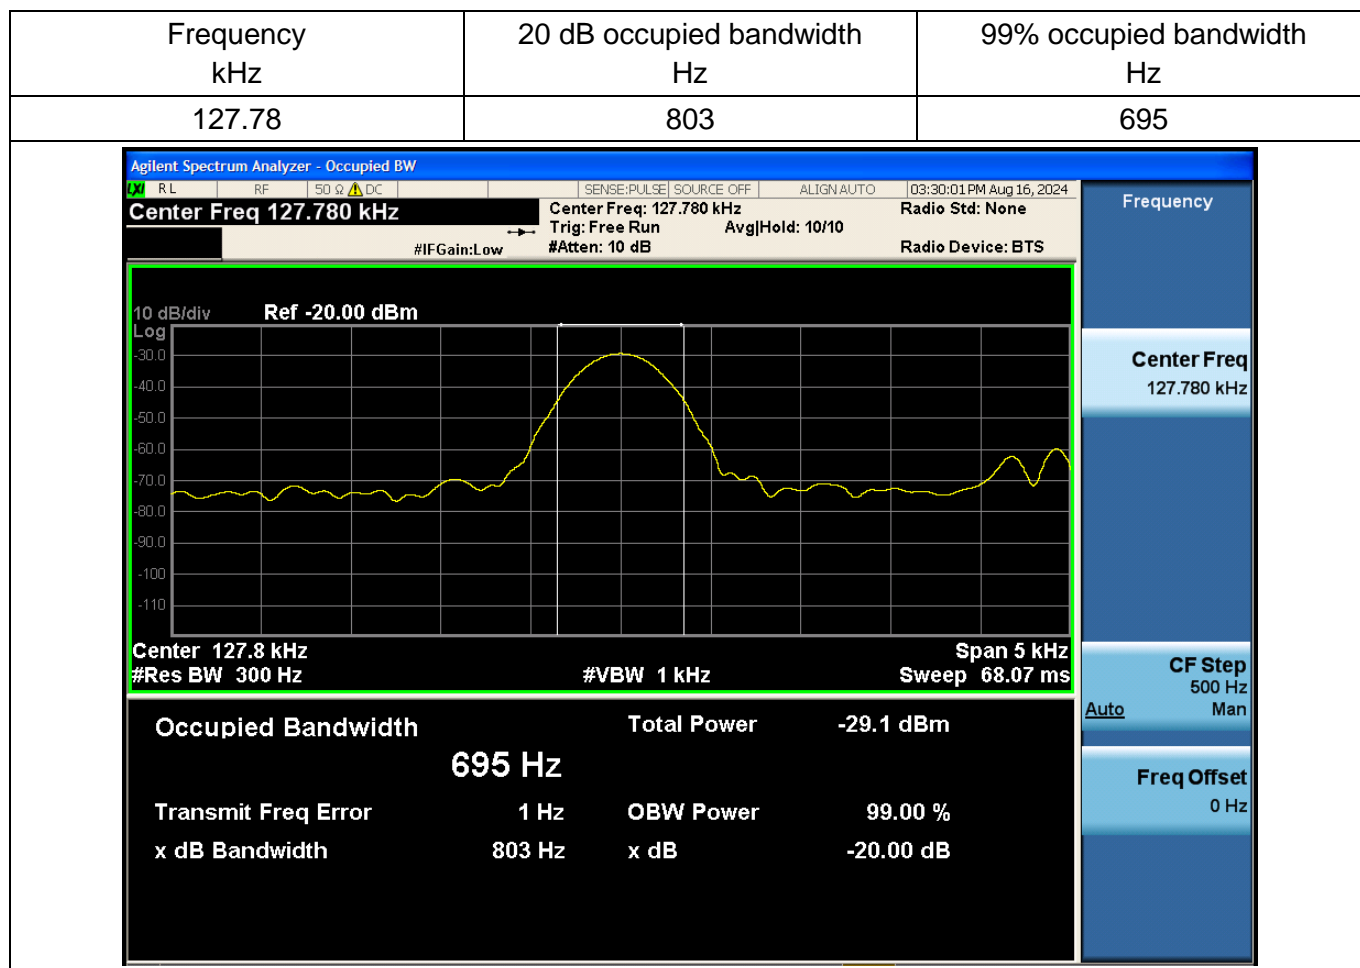 Frequency 20 dB occupied bandwidth 99% occupied bandwidth
kHz Hz Hz
127.78 803 695
Agilent Spectrum Analyzer - Occupied BW
LXI RL RF 50 Ω DC SENSE:PULSE SOURCE OFF ALIGN AUTO 03:30:01 PM Aug 16, 2024
Center Freq 127.780 kHz Center Freq: 127.780 kHz Radio Std: None
Trig: Free Run Avg|Hold: 10/10
#IFGain:Low #Atten: 10 dB Radio Device: BTS
Frequency
10 dB/div Ref -20.00 dBm
Log
-30.0
-40.0
-50.0
-60.0
-70.0
-80.0
-90.0
-100
-110
Center 127.8 kHz Span 5 kHz
#Res BW 300 Hz #VBW 1 kHz Sweep 68.07 ms
Center Freq
127.780 kHz
CF Step
500 Hz
Auto Man
Freq Offset
0 Hz
Occupied Bandwidth Total Power -29.1 dBm
695 Hz
Transmit Freq Error 1 Hz OBW Power 99.00 %
x dB Bandwidth 803 Hz x dB -20.00 dB